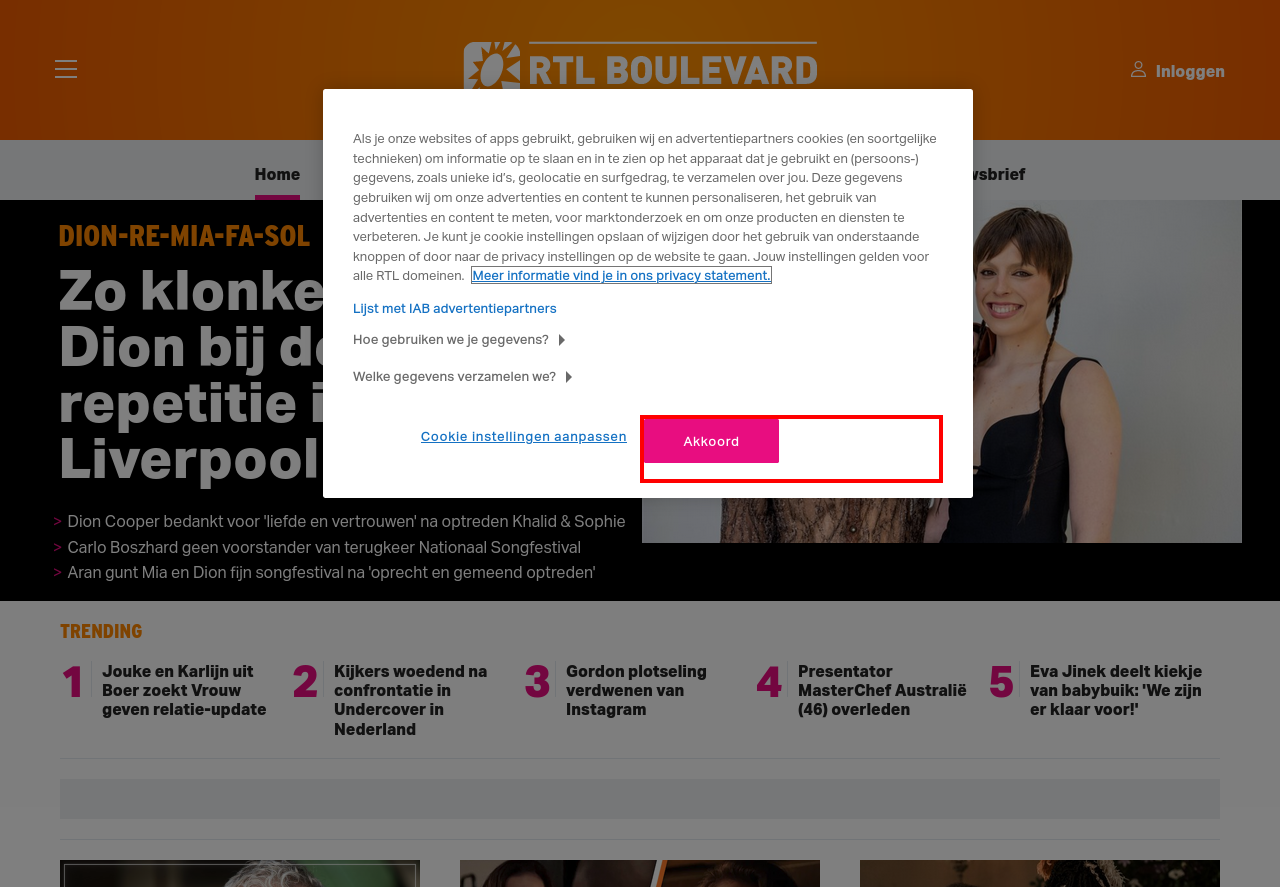 RTL BOULEVARD
Inloggen
Home
Als je onze websites of apps gebruikt, gebruiken wij en advertentiepartners cookies (en soortgelijke
technieken) om informatie op te slaan en in te zien op het apparaat dat je gebruikt en (persoons-)
gegevens, zoals unieke id's, geolocatie en surfgedrag, te verzamelen over jou. Deze gegevens
gebruiken wij om onze advertenties en content te kunnen personaliseren, het gebruik van
advertenties en content te meten, voor marktonderzoek en om onze producten en diensten te
verbeteren. Je kunt je cookie instellingen opslaan of wijzigen door het gebruik van onderstaande
knoppen of door naar de privacy instellingen op de website te gaan. Jouw instellingen gelden voor
alle RTL domeinen. Meer informatie vind je in ons privacy statement.
Lijst met IAB advertentiepartners
Hoe gebruiken we je gegevens?
Welke gegevens verzamelen we?
Cookie instellingen aanpassen
Akkoord
DION-RE-MIA-FA-SOL
Zo klonke
Dion bij d
repetitie
Liverpool
> Dion Cooper bedankt voor 'liefde en vertrouwen' na optreden Khalid & Sophie
> Carlo Boszhard geen voorstander van terugkeer Nationaal Songfestival
> Aran gunt Mia en Dion fijn songfestival na 'oprecht en gemeend optreden'
TRENDING
1
Jouke en Karlijn uit
Boer zoekt Vrouw
geven relatie-update
2
Kijkers woedend na
confrontatie in
Undercover in
Nederland
3
Gordon plotseling
verdwenen van
Instagram
4
Presentator
MasterChef Australië
(46) overleden
5
Eva Jinek deelt kiekje
van babybuik: 'We zijn
er klaar voor!'